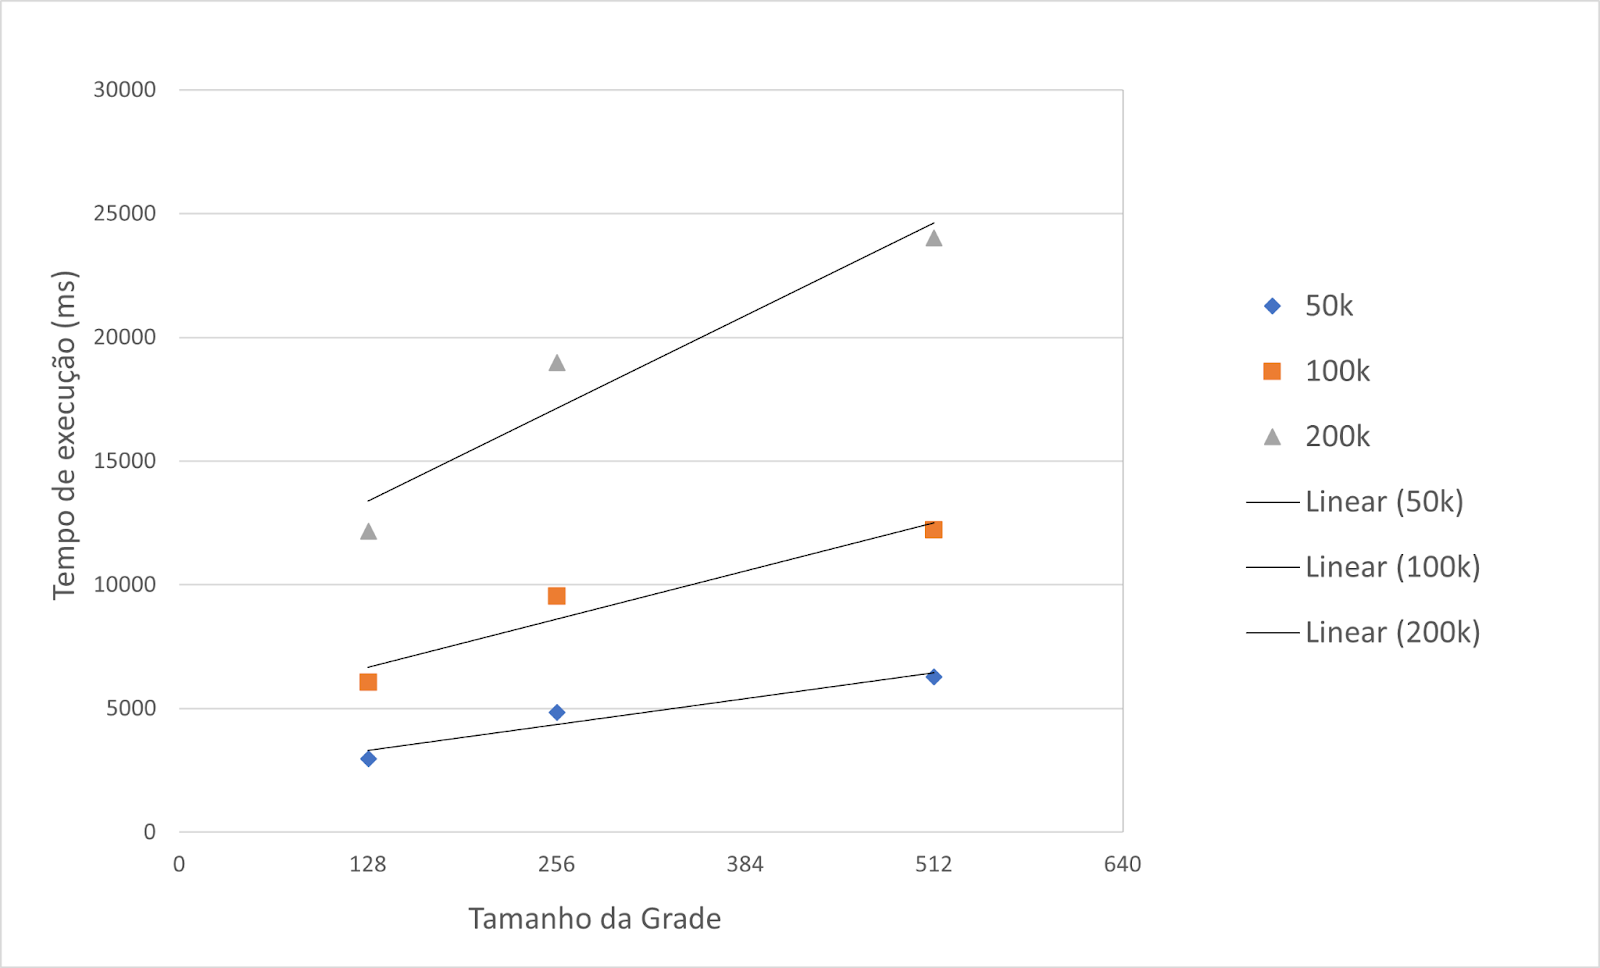 30000
25000
20000
15000
10000
5000
0
Tempo de execução (ms)
0 128 256 384 512 640
Tamanho da Grade
50k
100k
200k
Linear (50k)
Linear (100k)
Linear (200k)